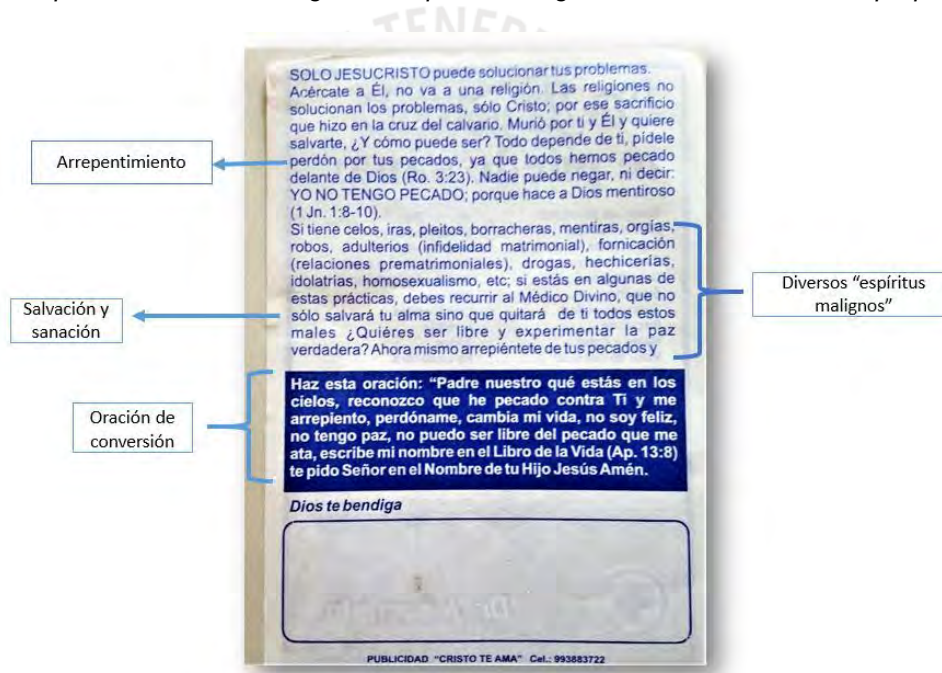 TENEBR
SOLO JESUCRISTO puede solucionar tus problemas.
Acércate a Él, no va a una religión. Las religiones no
solucionan los problemas, sólo Cristo; por ese sacrificio
que hizo en la cruz del calvario. Murió por ti y Él y quiere
salvarte, ¿Y cómo puede ser? Todo depende de ti, pídele
perdón por tus pecados, ya que todos hemos pecado
delante de Dios (Ro. 3:23). Nadie puede negar, ni decir:
YO NO TENGO PECADO; porque hace a Dios mentiroso
(1 Jn. 1:8-10).
Si tiene celos, iras, pleitos, borracheras, mentiras, orgías,
robos, adulterios (infidelidad matrimonial), fornicación
(relaciones prematrimoniales), drogas, hechicerías,
idolatrías, homosexualismo, etc; si estás en algunas de
estas prácticas, debes recurrir al Médico Divino, que no
sólo salvará tu alma sino que quitará de ti todos estos
males ¿Quiéres ser libre y experimentar la paz
verdadera? Ahora mismo arrepiéntete de tus pecados y
Haz esta oración: “Padre nuestro qué estás en los
cielos, reconozco que he pecado contra Ti y me
arrepiento, perdóname, cambia mi vida, no soy feliz,
no tengo paz, no puedo ser libre del pecado que me
ata, escribe mi nombre en el Libro de la Vida (Ap. 13:8)
te pido Señor en el Nombre de tu Hijo Jesús Amén.
Dios te bendiga
PUBLICIDAD "CRISTO TE AMA" Cel.: 993883722
Arrepentimiento
Salvación y
sanación
Oración de
conversión
Diversos “espíritus
malignos”